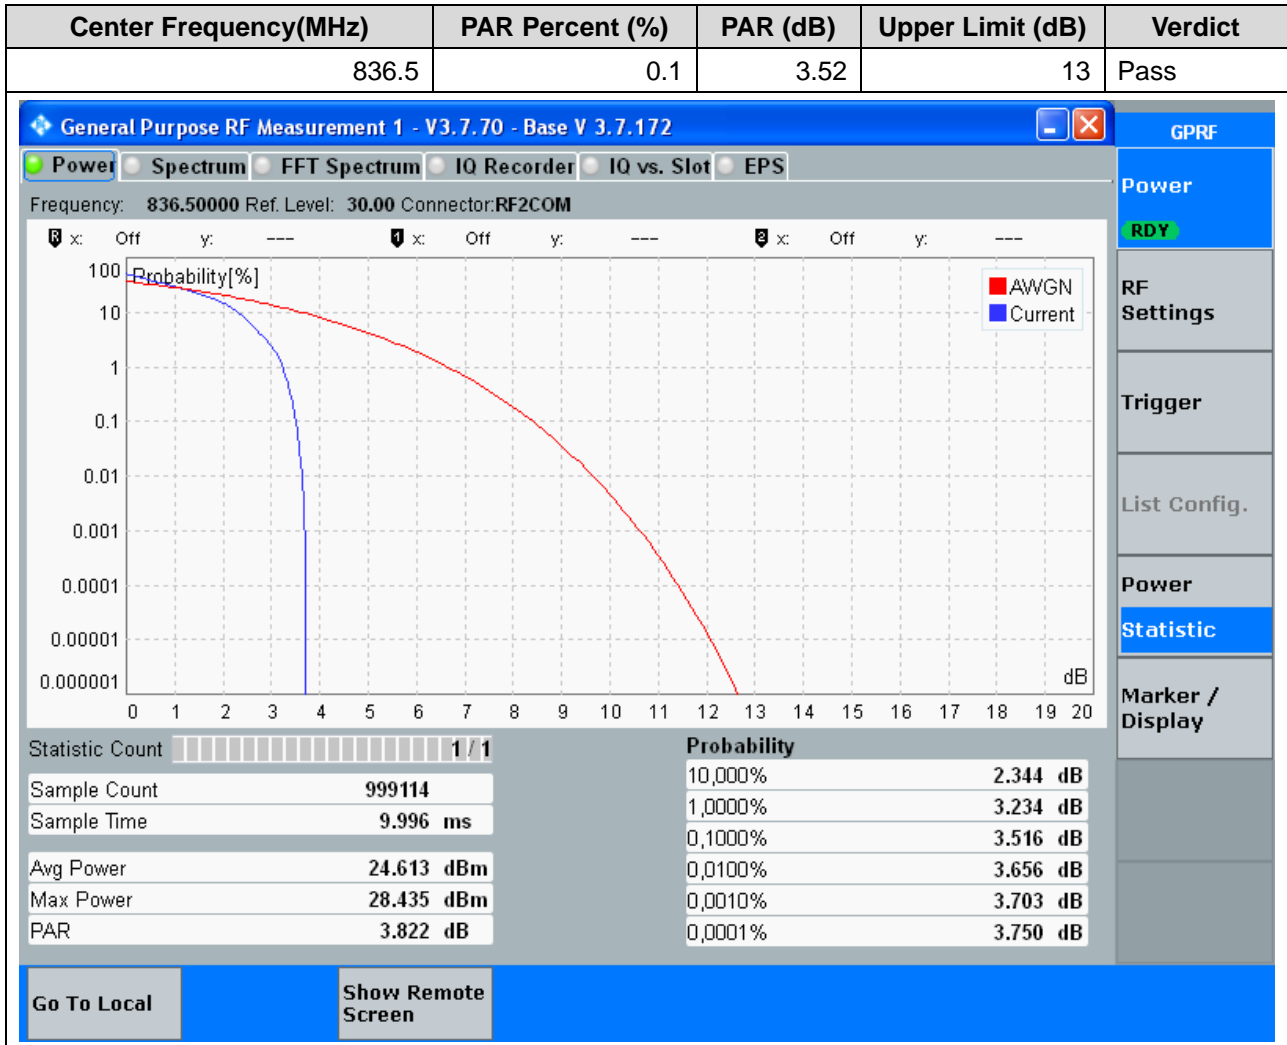 Center Frequency(MHz) PAR Percent (%) PAR (dB) Upper Limit (dB) Verdict
836.5 0.1 3.52 13 Pass
General Purpose RF Measurement 1 - V3.7.70 - Base V 3.7.172
GPRF
Power Spectrum FFT Spectrum IQ Recorder IQ vs. Slot EPS
Frequency: 836.50000 Ref. Level: 30.00 Connector:RF2COM
R x: Off y: --- 1 x: Off y: --- 2 x: Off y: ---
Probability[%]
100
10
1
0.1
0.01
0.001
0.0001
0.00001
0.000001
AWGN
Current
dB
0 1 2 3 4 5 6 7 8 9 10 11 12 13 14 15 16 17 18 19 20
Statistic Count 1 / 1
Sample Count 999114
Sample Time 9.996 ms
Avg Power 24.613 dBm
Max Power 28.435 dBm
PAR 3.822 dB
Probability
10,000% 2.344 dB
1,0000% 3.234 dB
0,1000% 3.516 dB
0,0100% 3.656 dB
0,0010% 3.703 dB
0,0001% 3.750 dB
Power
RDY
RF
Settings
Trigger
List Config.
Power
Statistic
Marker /
Display
Go To Local
Show Remote
Screen